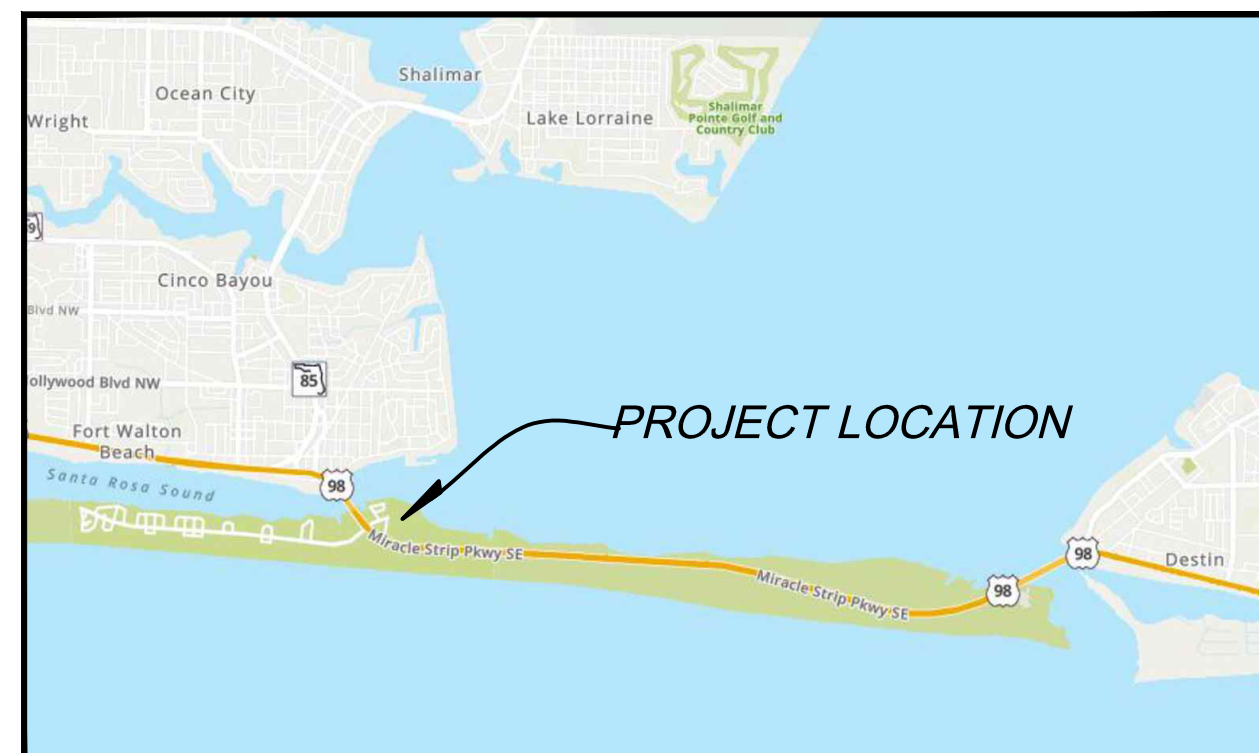 Shalimar
Ocean City
Wright
Lake Lorraine
Shalimar
Pointe Golf and
Country Club
9
Cinco Bayou
Blvd NW
85
ollywood Blvd NW
PROJECT LOCATION
Fort Walton
Beach
Santa Rosa Sound
98
Miracle Strip Pkwy SE
98
Destin
Miracle Strip Pkwy SE
98